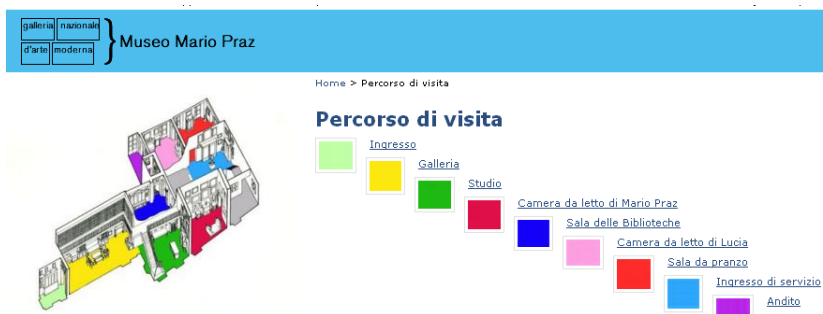 galleria nazionale
d'arte moderna
Museo Mario Praz
Home > Percorso di visita
Percorso di visita
Ingresso
Galleria
Studio
Camera da letto di Mario Praz
Sala delle Biblioteche
Camera da letto di Lucia
Sala da pranzo
Ingresso di servizio
Andito